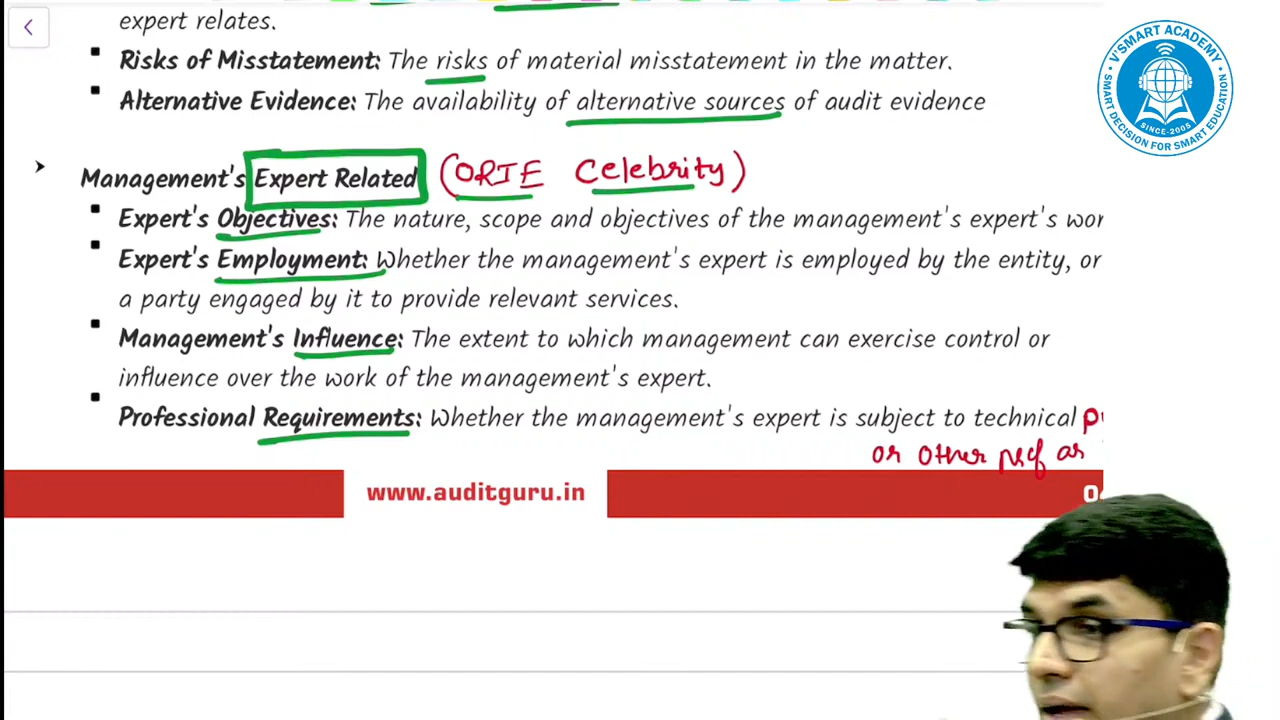 expert relates.
Risks of Misstatement: The risks of material misstatement in the matter.
Alternative Evidence: The availability of alternative sources of audit evidence
Management's Expert Related (ORIE Celebrity)
Expert's Objectives: The nature, scope and objectives of the management's expert's wor
Expert's Employment: Whether the management's expert is employed by the entity, or
a party engaged by it to provide relevant services.
Management's Influence: The extent to which management can exercise control or
influence over the work of the management's expert.
Professional Requirements: Whether the management's expert is subject to technical
or other
www.auditguru.in
V'SMART ACADEMY
SMART DECISION FOR SMART EDUCATION
SINCE-2005